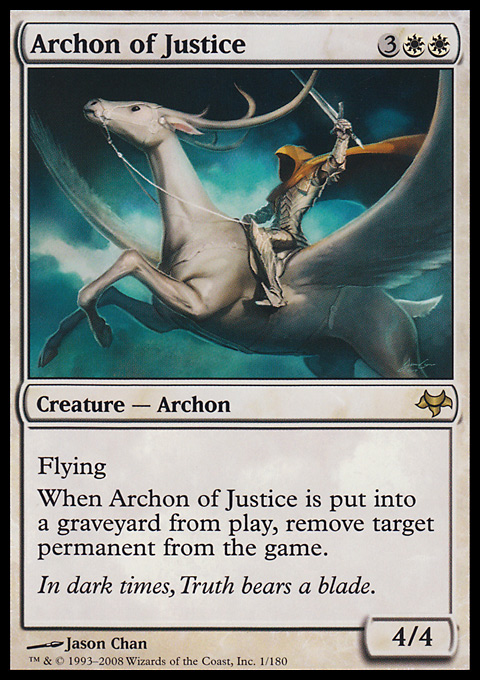 Archon of Justice 3
Creature — Archon
Flying
When Archon of Justice is put into
a graveyard from play, remove target
permanent from the game.
In dark times, Truth bears a blade.
Jason Chan
4/4
™ & © 1993–2008 Wizards of the Coast, Inc. 1/180